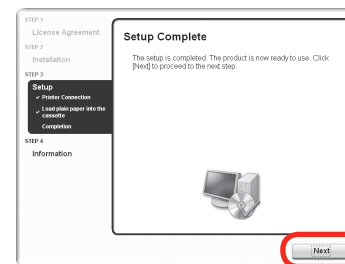 STEP 1
License Agreement
STEP 2
Installation
STEP 3
Setup
Printer Connection
Load plain paper into the
cassette
Completion
STEP 4
Information
Setup Complete
The setup is completed. The product is now ready to use. Click
[Next] to proceed to the next step.
Next